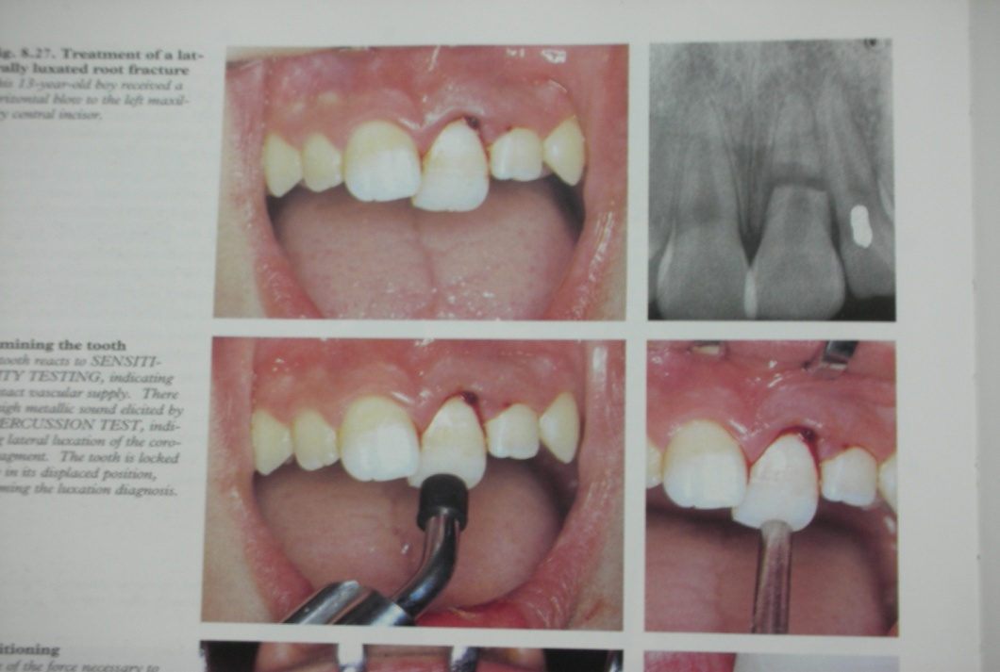 ig. 8.27. Treatment of a lat-
rally luxated root fracture
his 13-year-old boy received a
rizontal blow to the left maxil-
y central incisor.
mining the tooth
tooth reacts to SENSITI-
TY TESTING, indicating
tact vascular supply. There
igh metallic sound elicited by
ERCUSSION TEST, indi-
g lateral luxation of the coro-
agment. The tooth is locked
in its displaced position,
ming the luxation diagnosis.
itioning
of the force necessary to